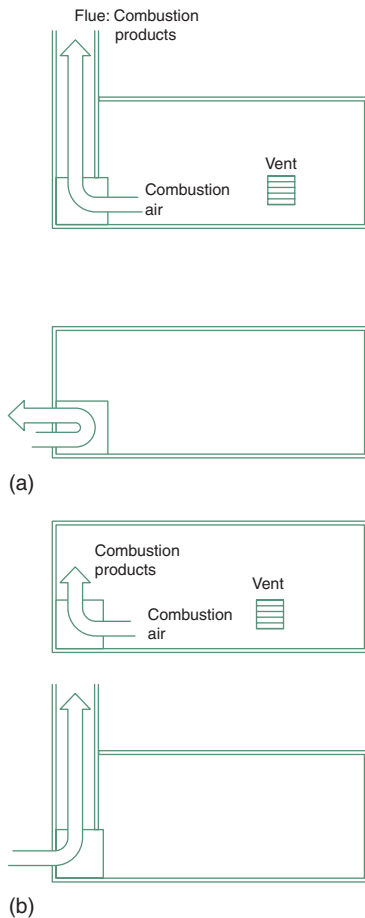 Flue: Combustion
products
Vent
Combustion
air
(a)
Combustion
products
Vent
Combustion
air
(b)